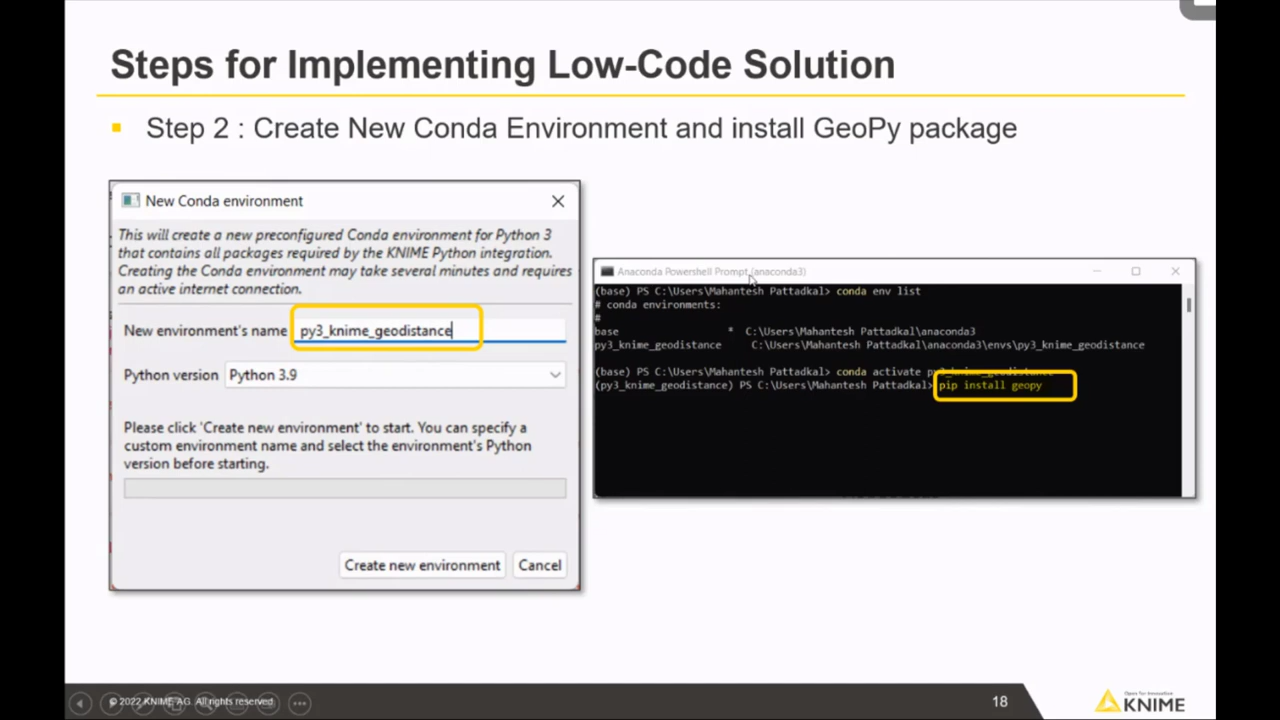 Steps for Implementing Low-Code Solution
Step 2 : Create New Conda Environment and install GeoPy package
New Conda environment
This will create a new preconfigured Conda environment for Python 3
that contains all packages required by the KNIME Python integration.
Creating the Conda environment may take several minutes and requires
an active internet connection.
New environment's name py3_knime_geodistance
Python version Python 3.9
Please click 'Create new environment' to start. You can specify a
custom environment name and select the environment's Python
version before starting.
Create new environment Cancel
Anaconda Powershell Prompt (anaconda3)
(base) PS C:\Users\Mahantesh Pattadkal> conda env list
# conda environments:
#
base * C:\Users\Mahantesh Pattadkal\anaconda3
py3_knime_geodistance C:\Users\Mahantesh Pattadkal\anaconda3\envs\py3_knime_geodistance
(base) PS C:\Users\Mahantesh Pattadkal> conda activate py3_knime_geodistance
(py3_knime_geodistance) PS C:\Users\Mahantesh Pattadkal> pip install geopy
© 2022 KNIME AG. All rights reserved
18
Open for Innovation
KNIME